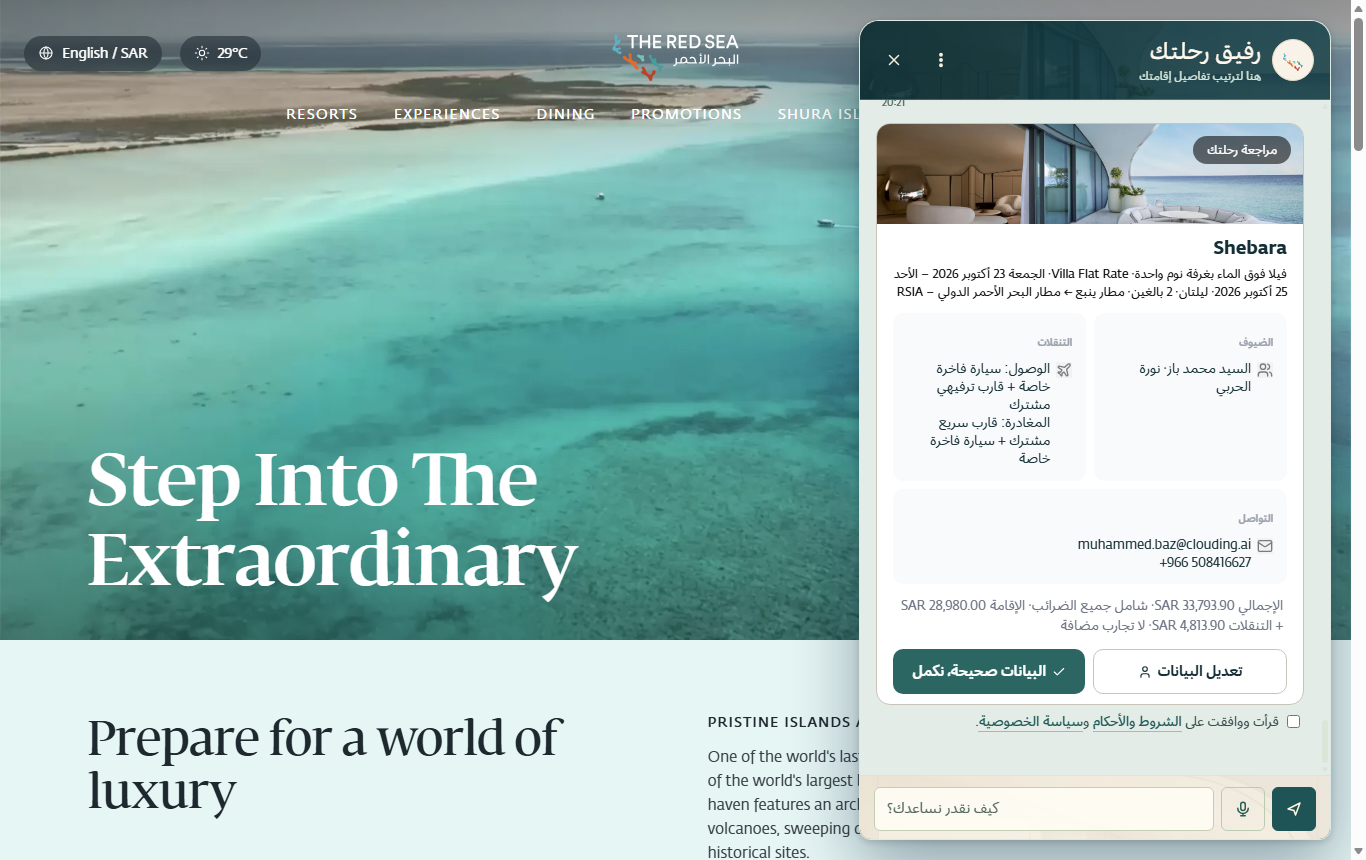 English / SAR
29°C
THE RED SEA
البحر الأحمر
RESORTS
EXPERIENCES
DINING
PROMOTIONS
SHURA ISL
Step Into The
Extraordinary
Prepare for a world of
luxury
PRISTINE ISLANDS
One of the world's las
of the world's largest
haven features an arc
volcanoes, sweeping
historical sites.
رفيق رحلتك
هنا لترتيب تفاصيل إقامتك
20:21
مراجعة رحلتك
Shebara
فيلا فوق الماء بغرفة نوم واحدة· Villa Flat Rate· الجمعة 23 أكتوبر 2026 – الأحد
25 أكتوبر 2026· ليلتان· 2 بالغين· مطار ينبع ← مطار البحر الأحمر الدولي – RSIA
الضيوف
السيد محمد باز· نورة
الحربي
التنقلات
الوصول: سيارة فاخرة
خاصة + قارب ترفيهي
مشترك
المغادرة: قارب سريع
مشترك + سيارة فاخرة
خاصة
التواصل
muhammed.baz@clouding.ai
+966 508416627
الإجمالي SAR 33,793.90· شامل جميع الضرائب· الإقامة SAR 28,980.00
+ التنقلات SAR 4,813.90· لا تجارب مضافة
تعديل البيانات
البيانات صحيحة، نكمل
قرأت ووافقت على الشروط والأحكام وسياسة الخصوصية.
كيف نقدر نساعدك؟